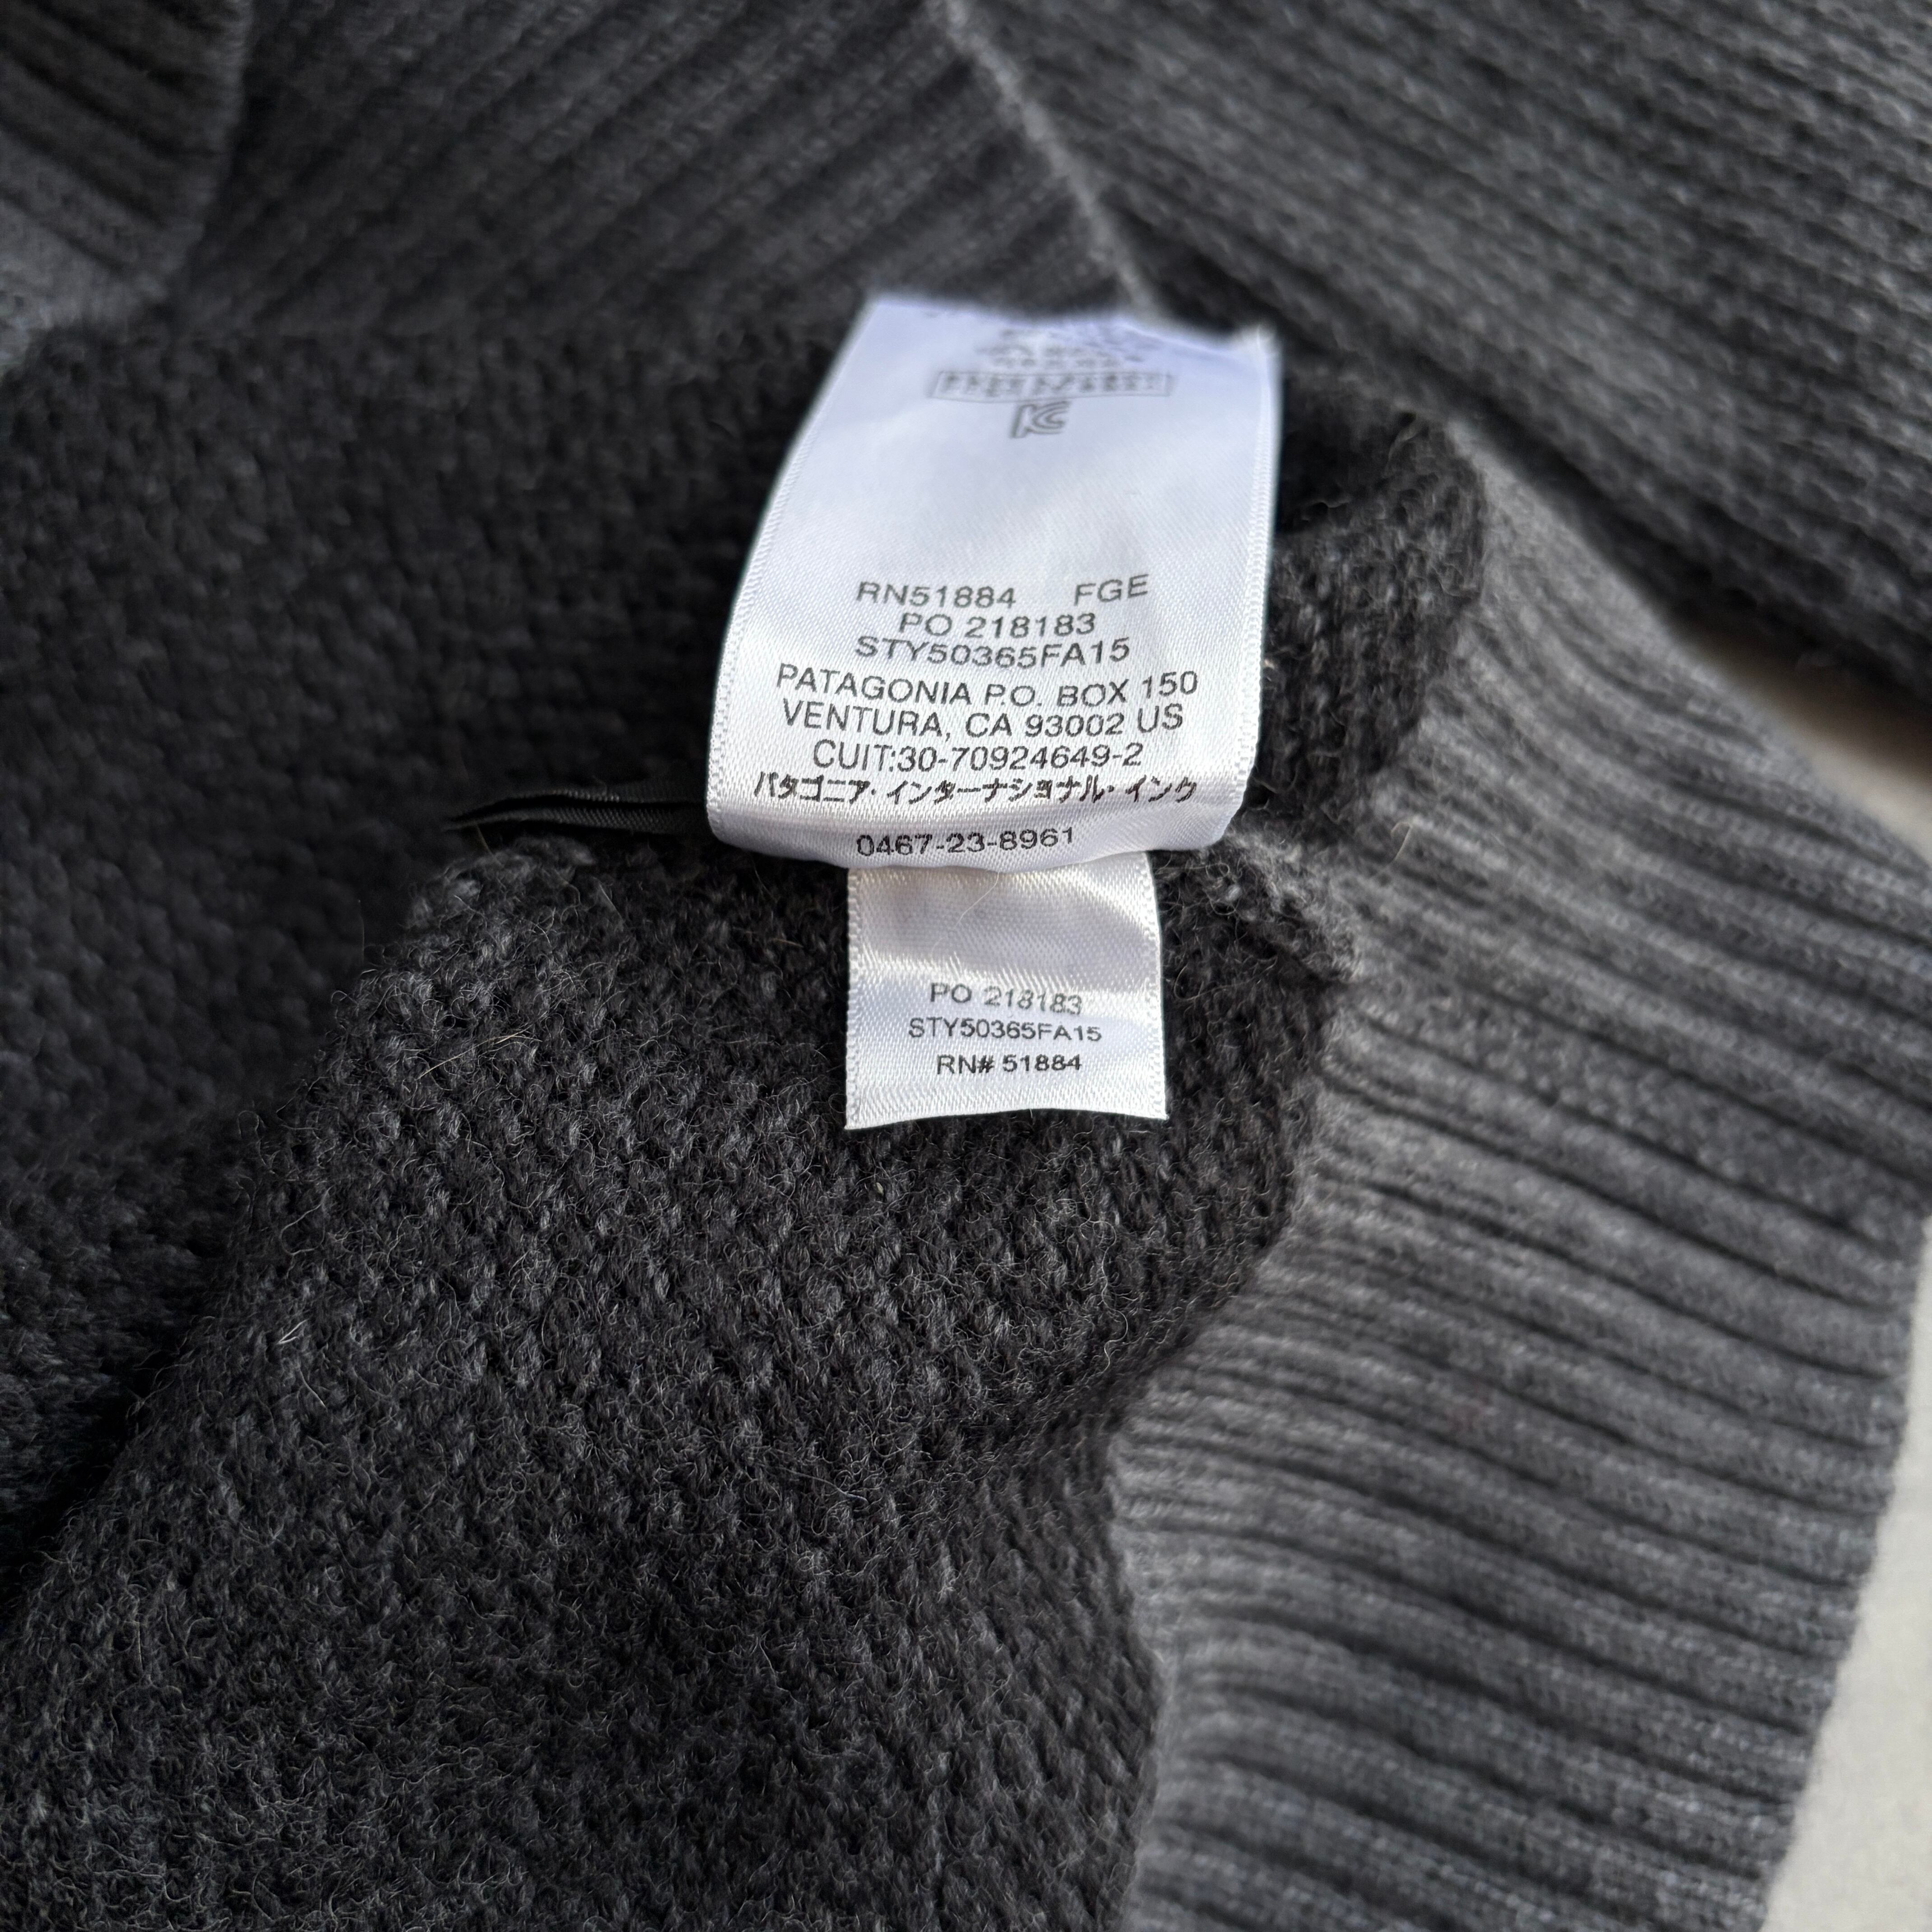 RN51884 FGE
PO 218183
STY50365FA15
PATAGONIA P.O. BOX 150
VENTURA, CA 93002 US
CUIT:30-70924649-2
パタゴニア・インターナショナル・インク
0467-23-8961
PO 218183
STY50365FA15
RN# 51884